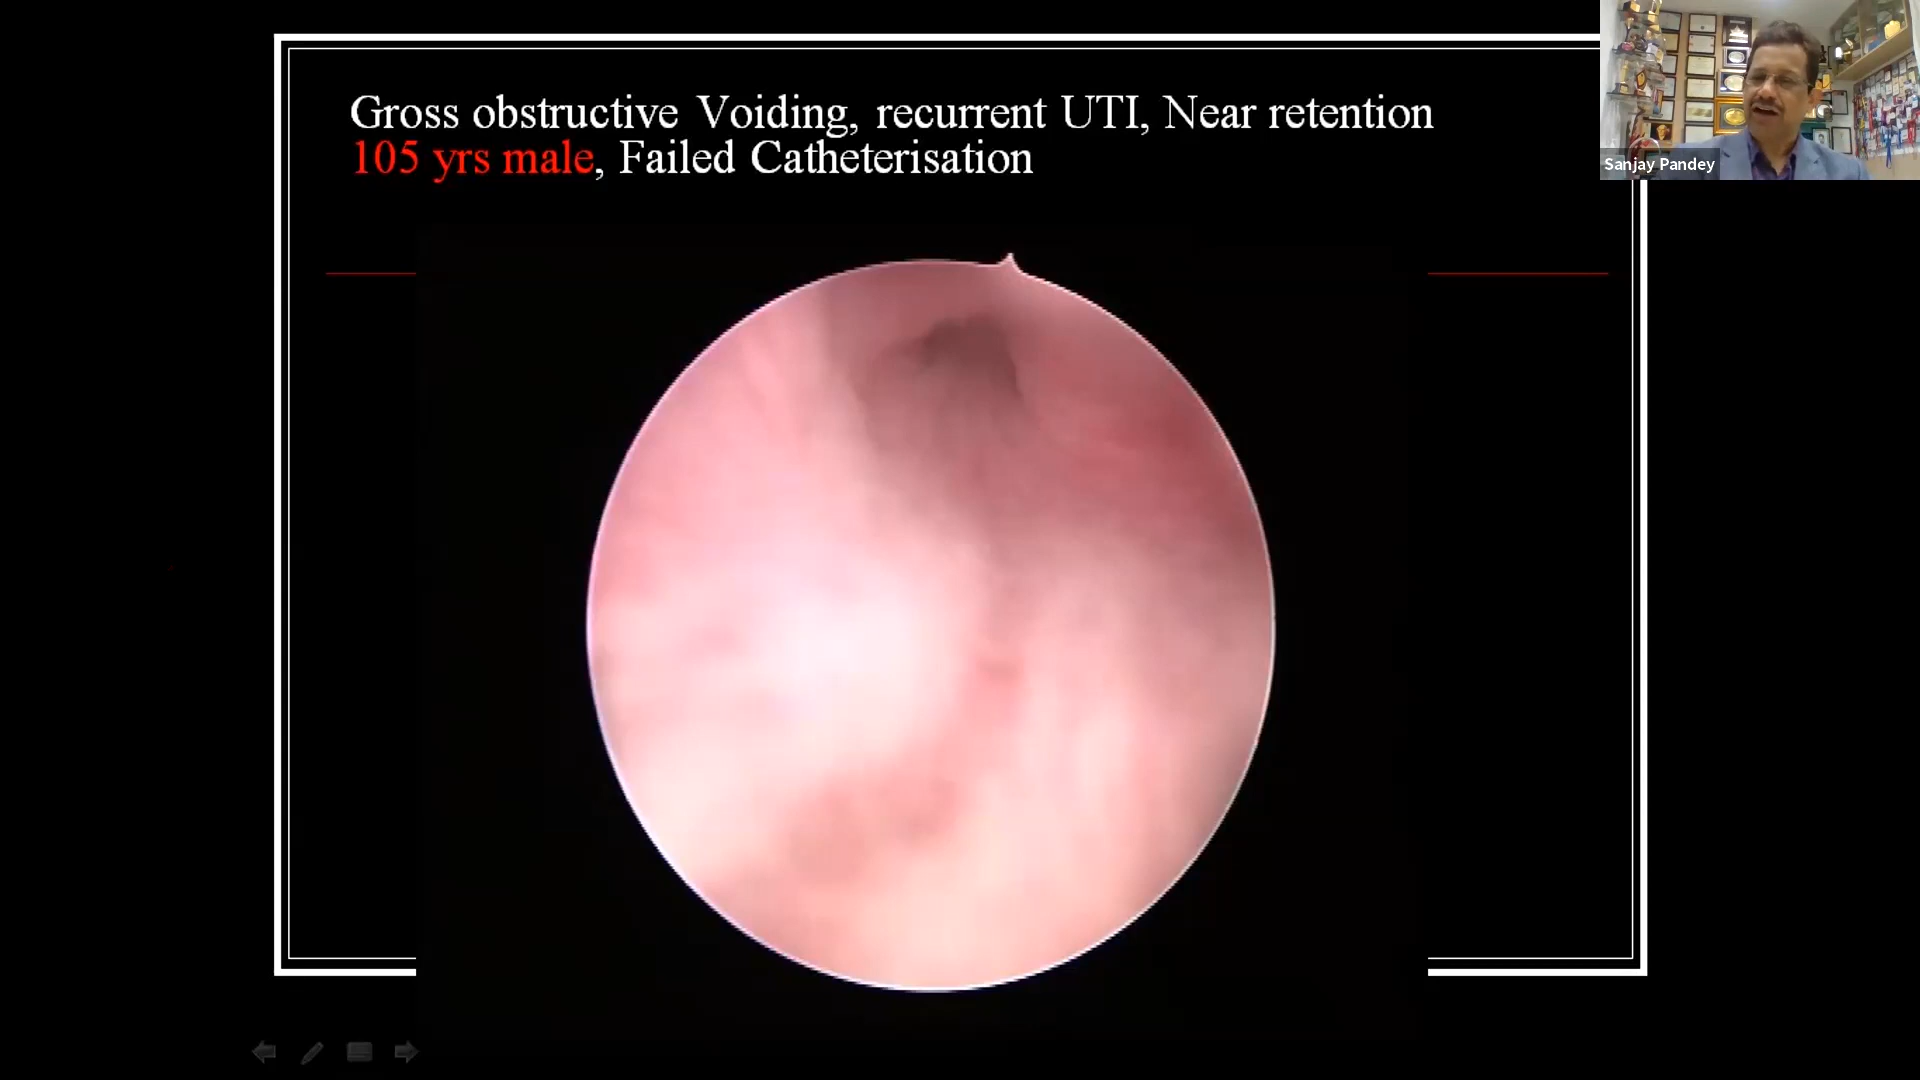 Gross obstructive Voiding, recurrent UTI, Near retention
105 yrs male, Failed Catheterisation
Sanjay Pandey